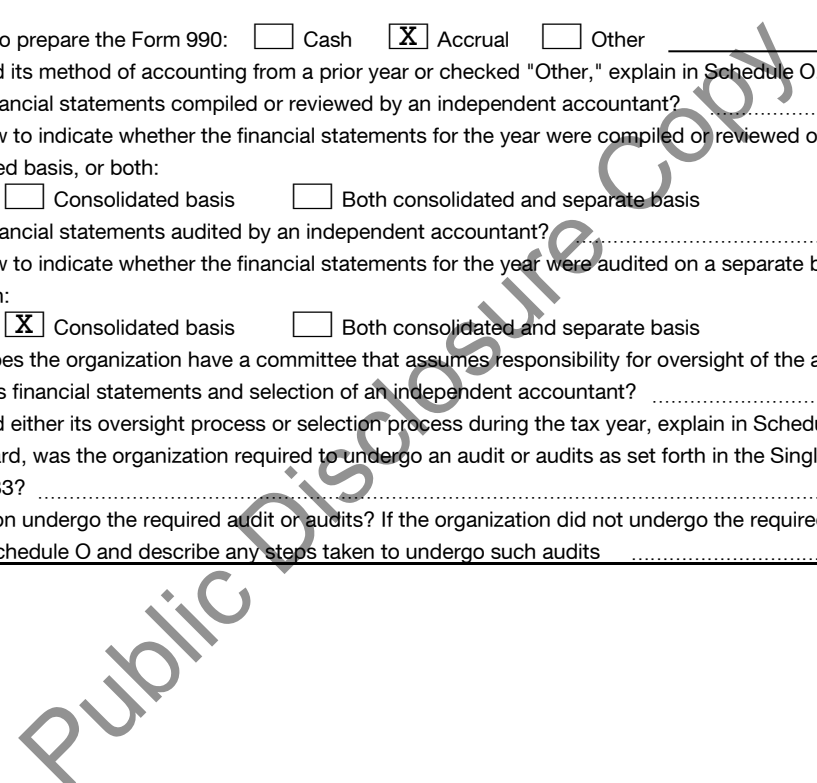 o prepare the Form 990: Cash X Accrual Other
d its method of accounting from a prior year or checked "Other," explain in Schedule O.
ancial statements compiled or reviewed by an independent accountant?
w to indicate whether the financial statements for the year were compiled or reviewed o
ed basis, or both:
Consolidated basis Both consolidated and separate basis
ancial statements audited by an independent accountant?
w to indicate whether the financial statements for the year were audited on a separate b
n:
X Consolidated basis Both consolidated and separate basis
oes the organization have a committee that assumes responsibility for oversight of the a
s financial statements and selection of an independent accountant?
d either its oversight process or selection process during the tax year, explain in Schedu
ard, was the organization required to undergo an audit or audits as set forth in the Singl
33?
on undergo the required audit or audits? If the organization did not undergo the require
chedule O and describe any steps taken to undergo such audits
Public Disclosure Copy